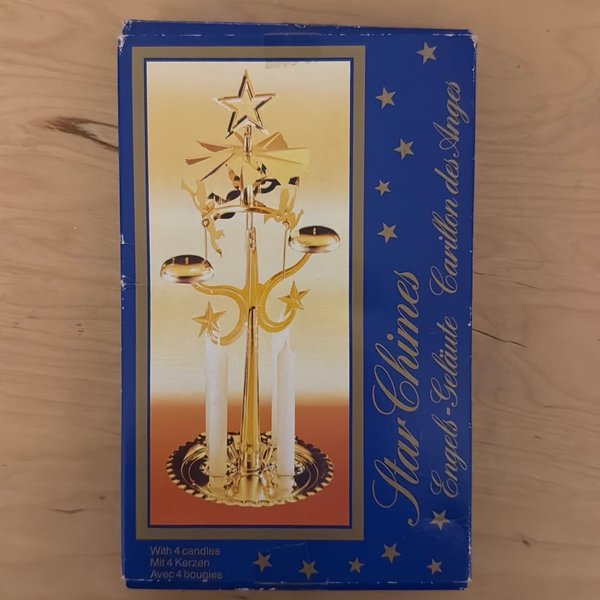 Star Chimes
Engels-Geläute Carillon des Anges
With 4 candles
Mit 4 Kerzen
Avec 4 bougies